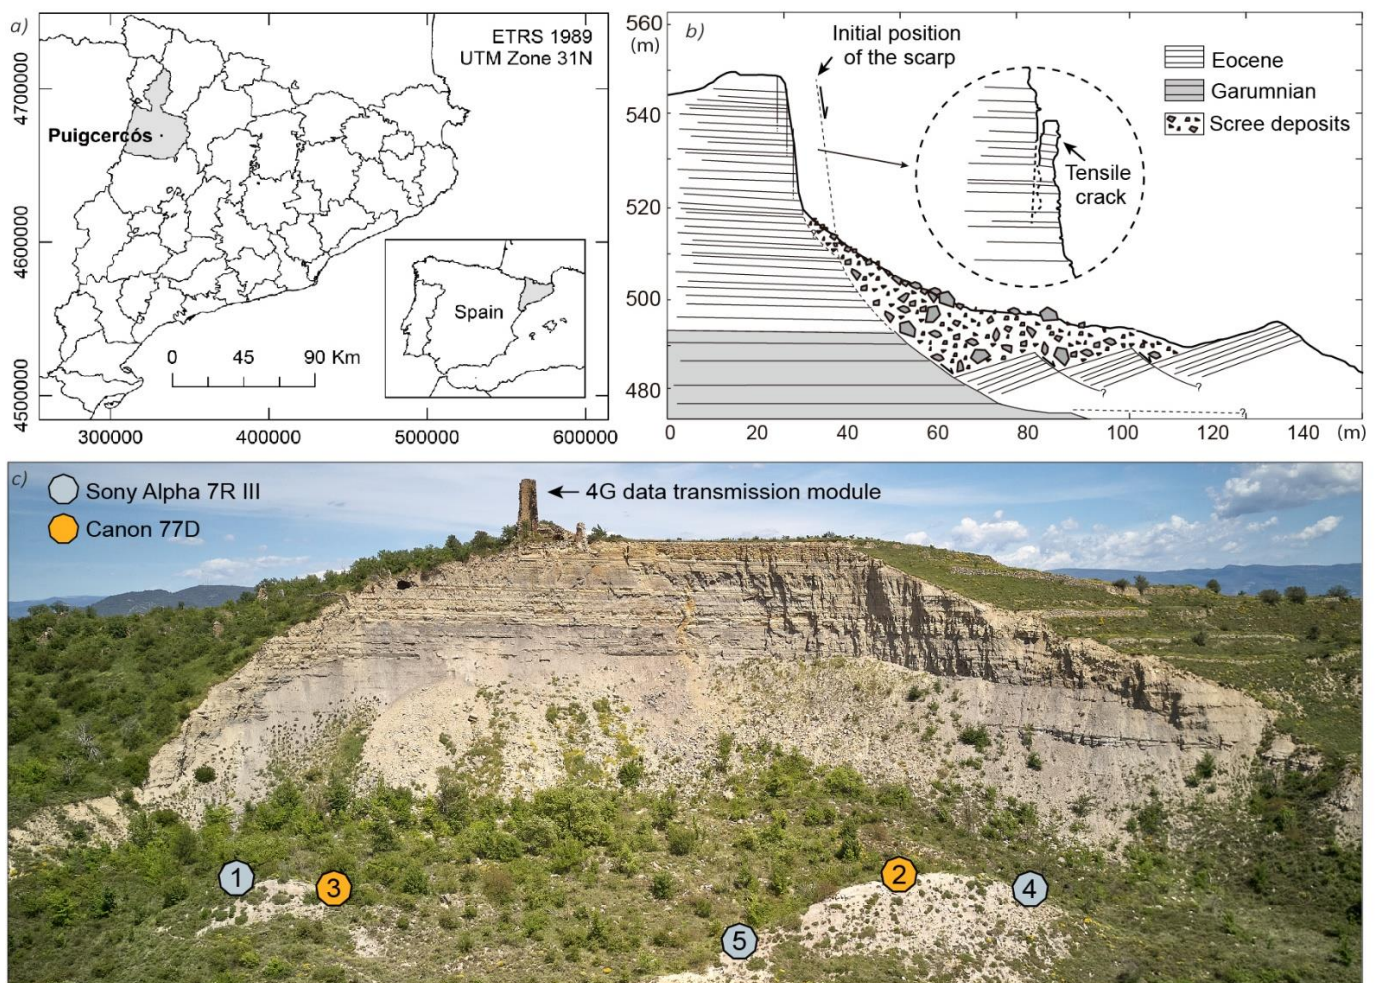 a)
ETRS 1989
UTM Zone 31N
4700000
4600000
4500000
Puigcercós
Spain
0 45 90 Km
300000 400000 500000 600000
b)
560
(m)
540
520
500
480
Initial position
of the scarp
Eocene
Garumnian
Scree deposits
Tensile
crack
?
?
?
0 20 40 60 80 100 120 140 (m)
c)
Sony Alpha 7R III
Canon 77D
4G data transmission module
1
3
2
4
5